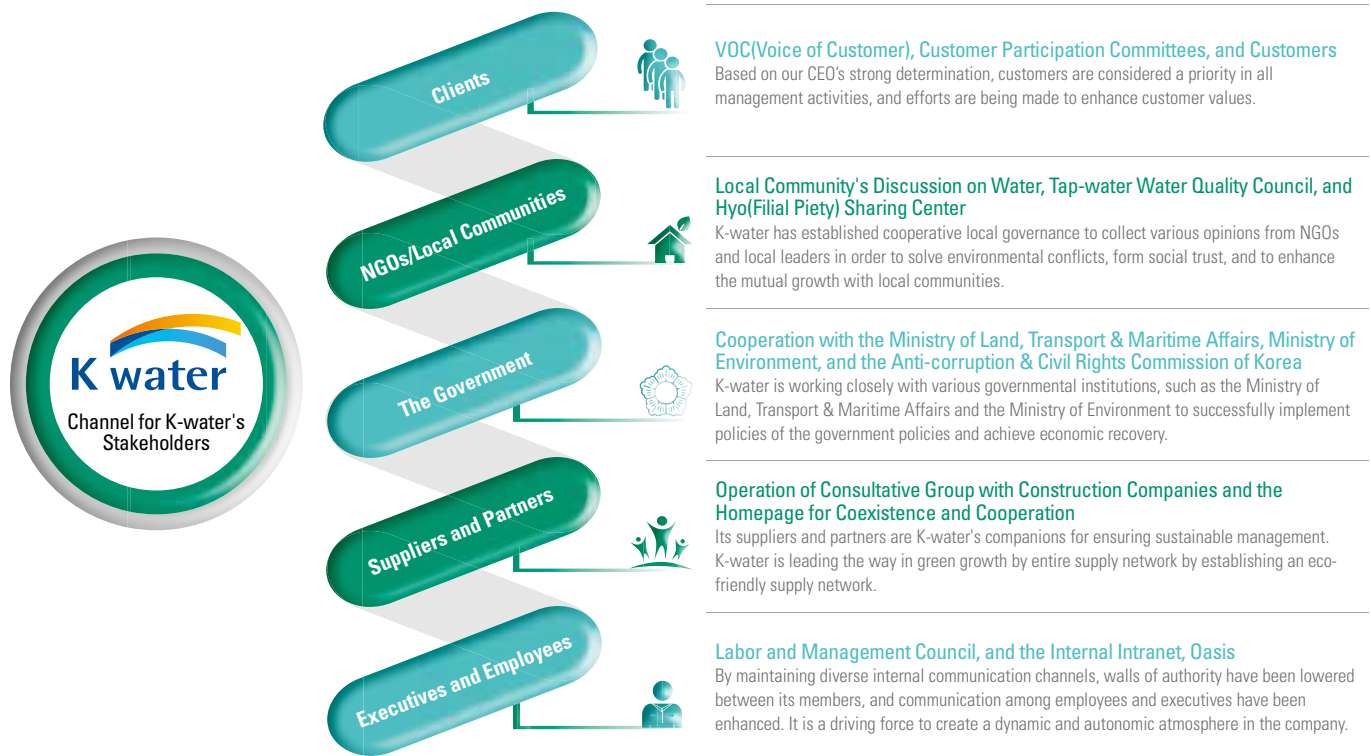 K water
Channel for K-water's
Stakeholders
Clients
VOC(Voice of Customer), Customer Participation Committees, and Customers
Based on our CEO's strong determination, customers are considered a priority in all
management activities, and efforts are being made to enhance customer values.
NGOs/Local Communities
Local Community's Discussion on Water, Tap-water Water Quality Council, and
Hyo(Filial Piety) Sharing Center
K-water has established cooperative local governance to collect various opinions from NGOs
and local leaders in order to solve environmental conflicts, form social trust, and to enhance
the mutual growth with local communities.
The Government
Cooperation with the Ministry of Land, Transport & Maritime Affairs, Ministry of
Environment, and the Anti-corruption & Civil Rights Commission of Korea
K-water is working closely with various governmental institutions, such as the Ministry of
Land, Transport & Maritime Affairs and the Ministry of Environment to successfully implement
policies of the government policies and achieve economic recovery.
Suppliers and Partners
Operation of Consultative Group with Construction Companies and the
Homepage for Coexistence and Cooperation
Its suppliers and partners are K-water's companions for ensuring sustainable management.
K-water is leading the way in green growth by entire supply network by establishing an eco-
friendly supply network.
Executives and Employees
Labor and Management Council, and the Internal Intranet, Oasis
By maintaining diverse internal communication channels, walls of authority have been lowered
between its members, and communication among employees and executives have been
enhanced. It is a driving force to create a dynamic and autonomic atmosphere in the company.